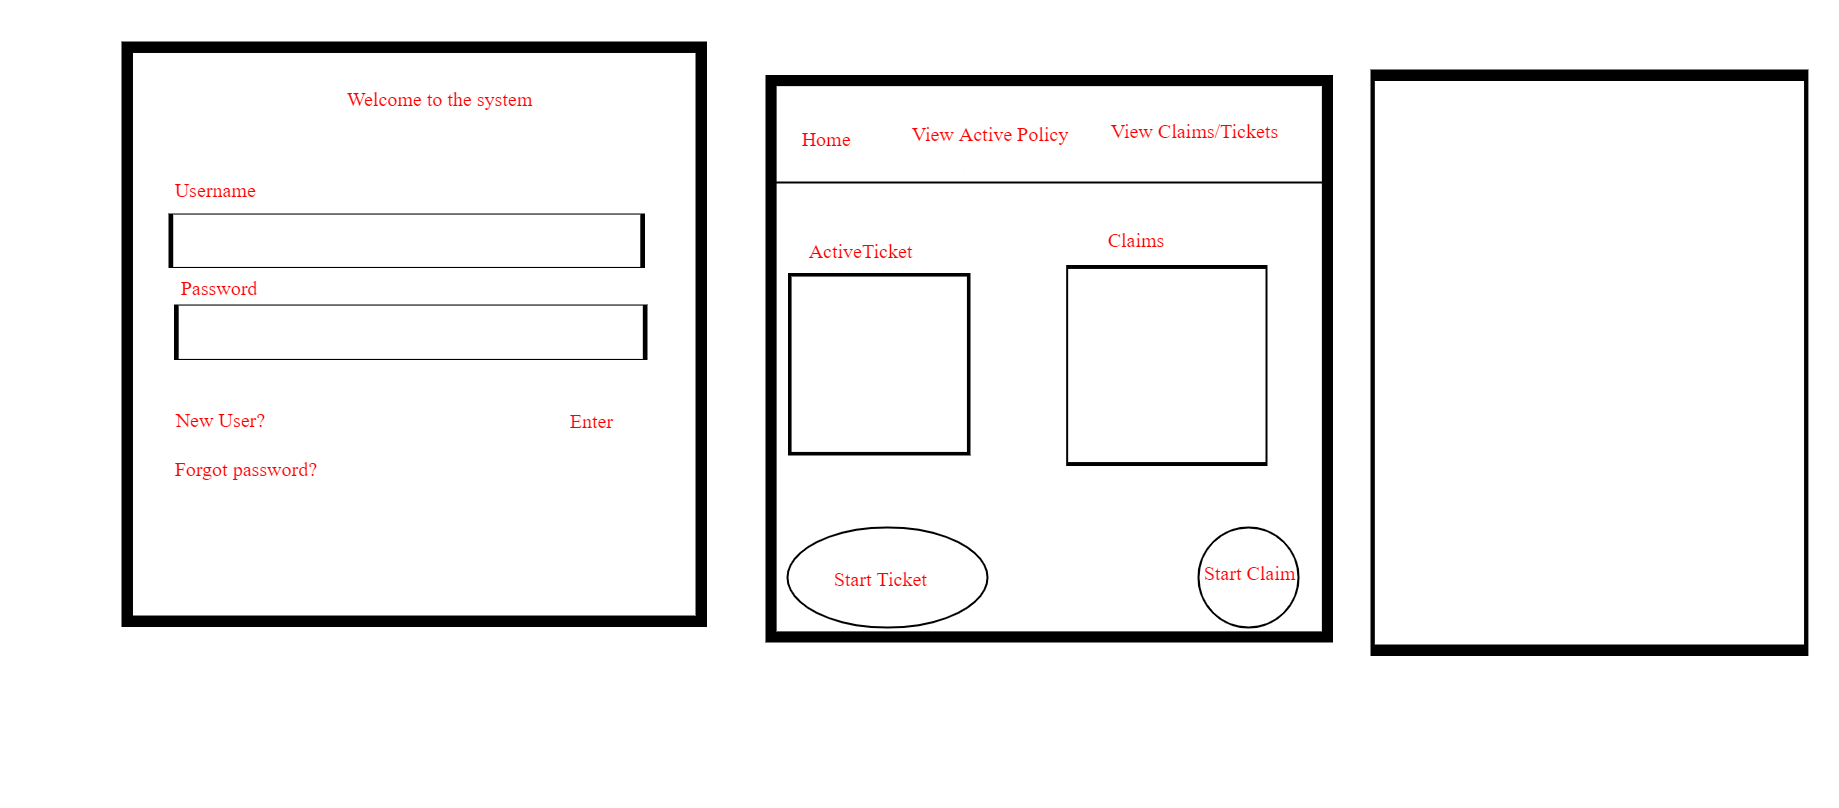 Welcome to the system
Username
Password
New User?
Enter
Forgot password?
Home
View Active Policy
View Claims/Tickets
ActiveTicket
Claims
Start Ticket
Start Claim